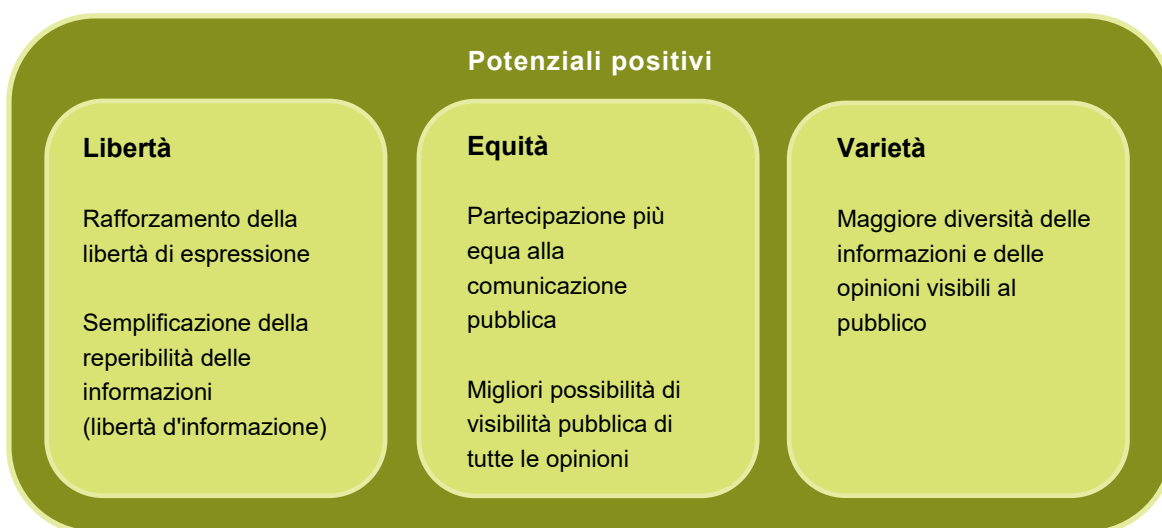 Potenziali positivi
Libertà
Rafforzamento della
libertà di espressione
Semplificazione della
reperibilità delle
informazioni
(libertà d'informazione)
Equità
Partecipazione più
equa alla
comunicazione
pubblica
Migliori possibilità di
visibilità pubblica di
tutte le opinioni
Varietà
Maggiore diversità delle
informazioni e delle
opinioni visibili al
pubblico